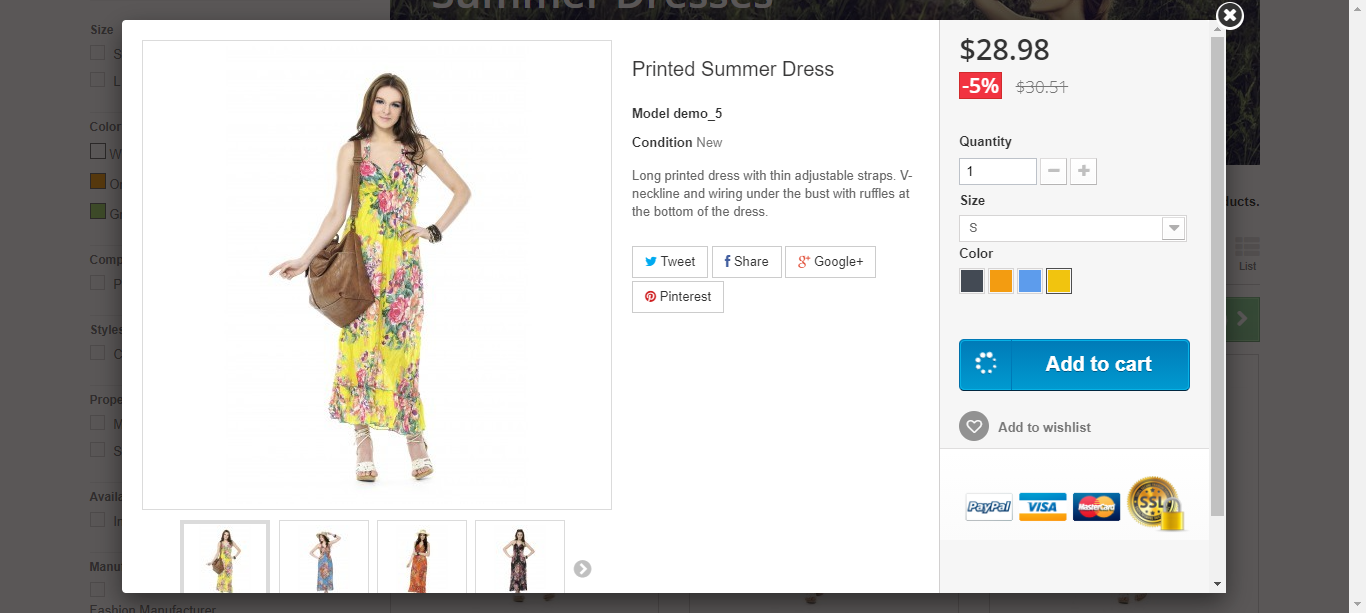 Summer Dresses
Size
S
L
Color
W
Or
Gr
Comp
P
Styles
C
Prope
M
S
Availa
In
Manu
Fashion Manufacturer
Printed Summer Dress
Model demo_5
Condition New
Long printed dress with thin adjustable straps. V-
neckline and wiring under the bust with ruffles at
the bottom of the dress.
Tweet
Share
Google+
Pinterest
$28.98
-5% $30.51
Quantity
1
Size
S
Color
Add to cart
Add to wishlist
PayPal VISA MasterCard SSL
ucts.
List